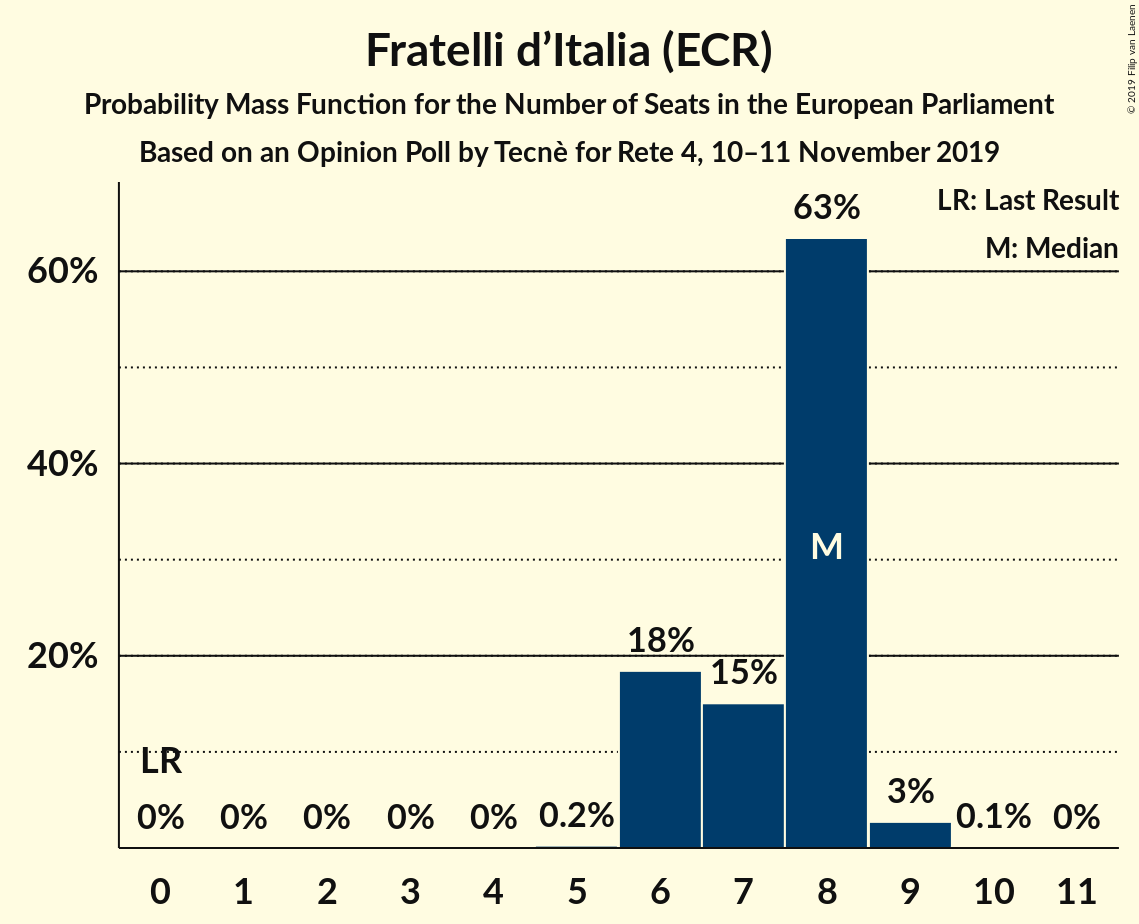 Fratelli d’Italia (ECR)
Probability Mass Function for the Number of Seats in the European Parliament
Based on an Opinion Poll by Tecnè for Rete 4, 10–11 November 2019
© 2019 Filip van Laenen
LR: Last Result
M: Median
60%
40%
20%
LR
0%
0%
0%
0%
0%
0.2%
18%
15%
63%
M
3%
0.1%
0%
0 1 2 3 4 5 6 7 8 9 10 11